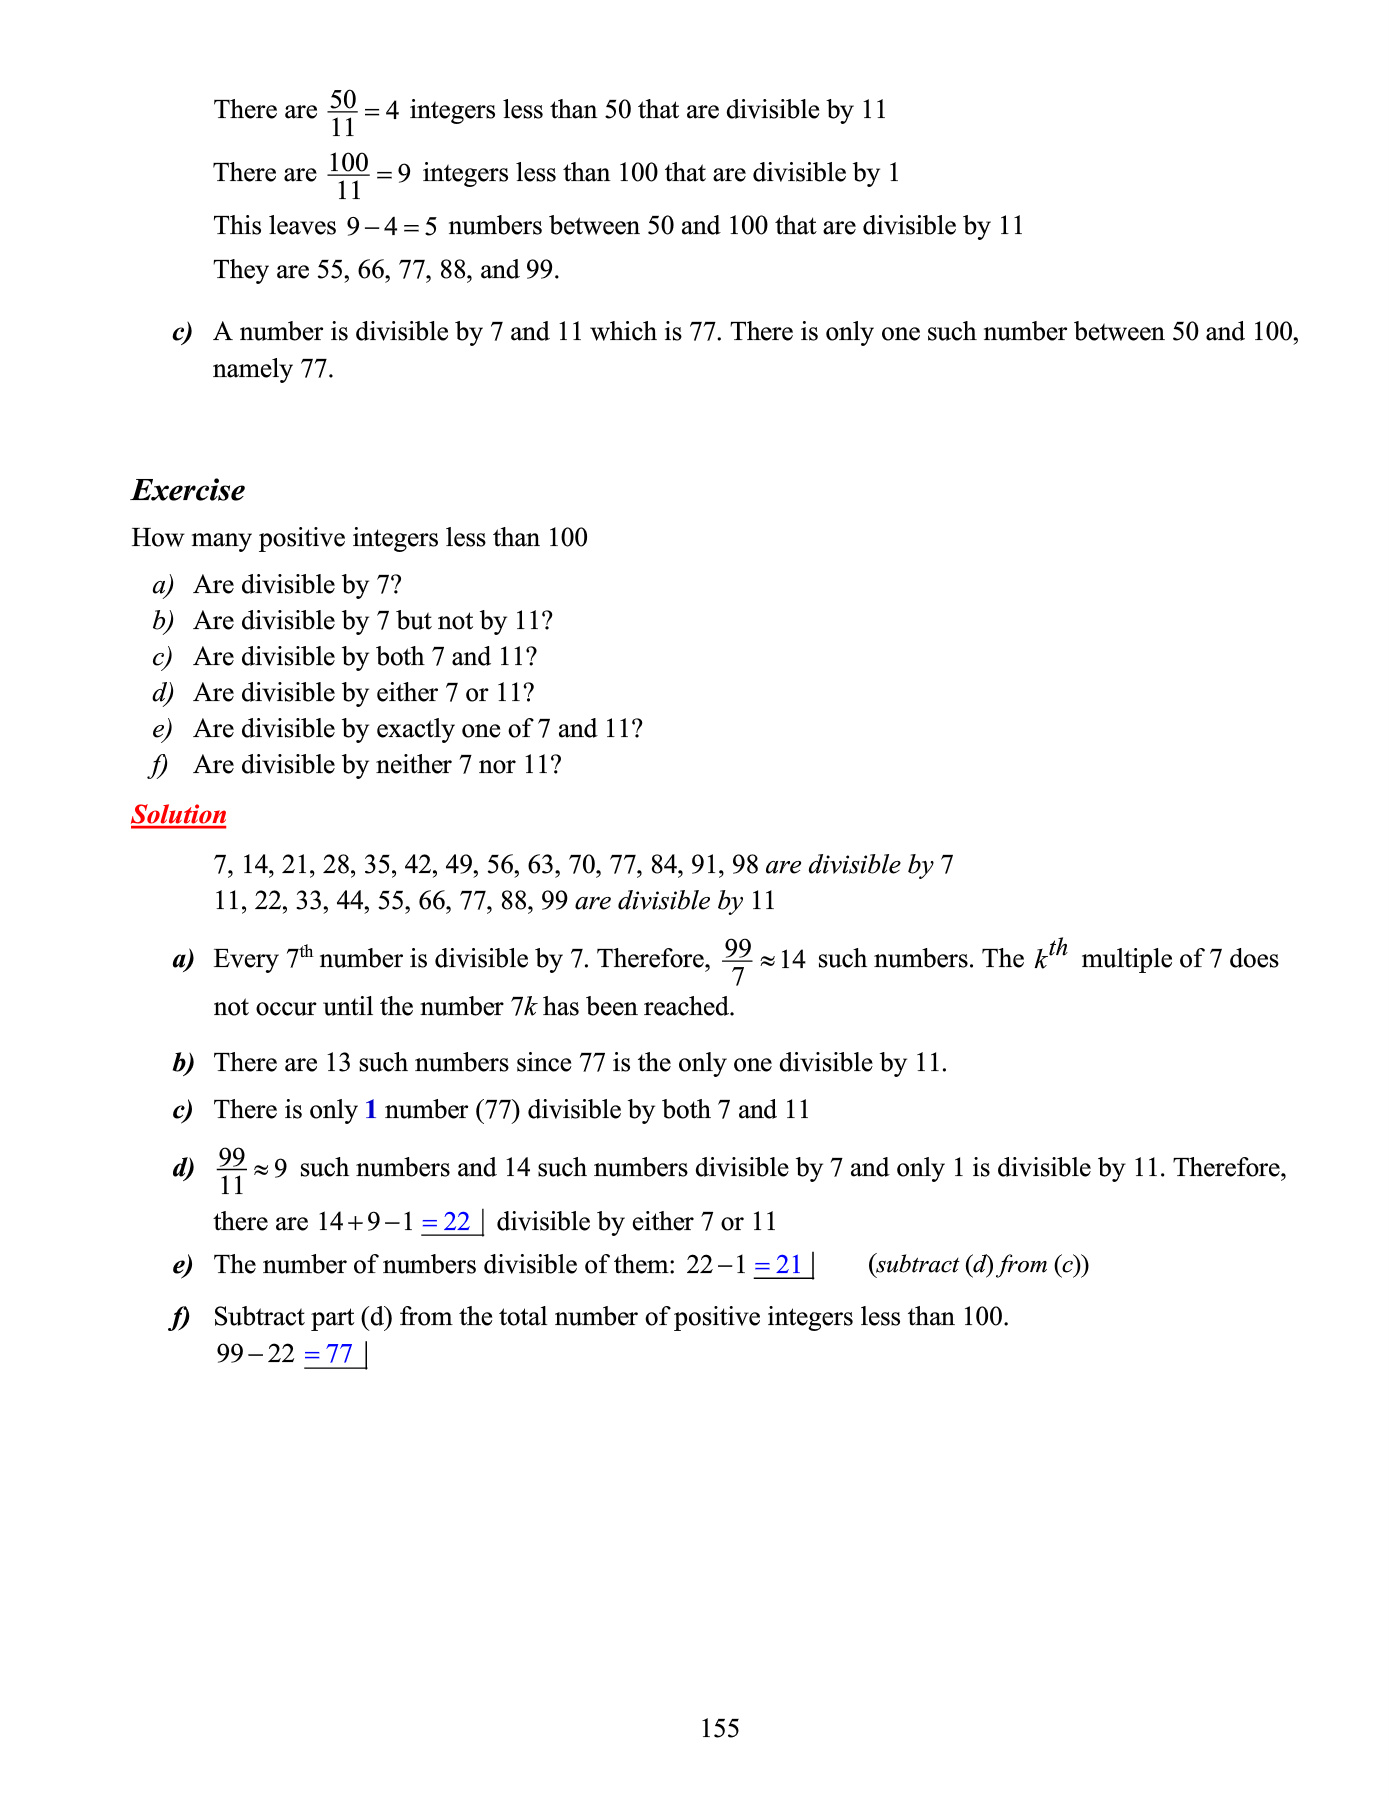 There are 50/11 = 4 integers less than 50 that are divisible by 11
There are 100/11 = 9 integers less than 100 that are divisible by 1
This leaves 9 – 4 = 5 numbers between 50 and 100 that are divisible by 11
They are 55, 66, 77, 88, and 99.
c) A number is divisible by 7 and 11 which is 77. There is only one such number between 50 and 100,
namely 77.
Exercise
How many positive integers less than 100
a) Are divisible by 7?
b) Are divisible by 7 but not by 11?
c) Are divisible by both 7 and 11?
d) Are divisible by either 7 or 11?
e) Are divisible by exactly one of 7 and 11?
f) Are divisible by neither 7 nor 11?
Solution
7, 14, 21, 28, 35, 42, 49, 56, 63, 70, 77, 84, 91, 98 are divisible by 7
11, 22, 33, 44, 55, 66, 77, 88, 99 are divisible by 11
a) Every 7th number is divisible by 7. Therefore, 99/7 ≈ 14 such numbers. The k^th multiple of 7 does
not occur until the number 7k has been reached.
b) There are 13 such numbers since 77 is the only one divisible by 11.
c) There is only 1 number (77) divisible by both 7 and 11
d) 99/11 ≈ 9 such numbers and 14 such numbers divisible by 7 and only 1 is divisible by 11. Therefore,
there are 14 + 9 – 1 = 22 | divisible by either 7 or 11
e) The number of numbers divisible of them: 22 – 1 = 21 | (subtract (d) from (c))
f) Subtract part (d) from the total number of positive integers less than 100.
99 – 22 = 77 |
155